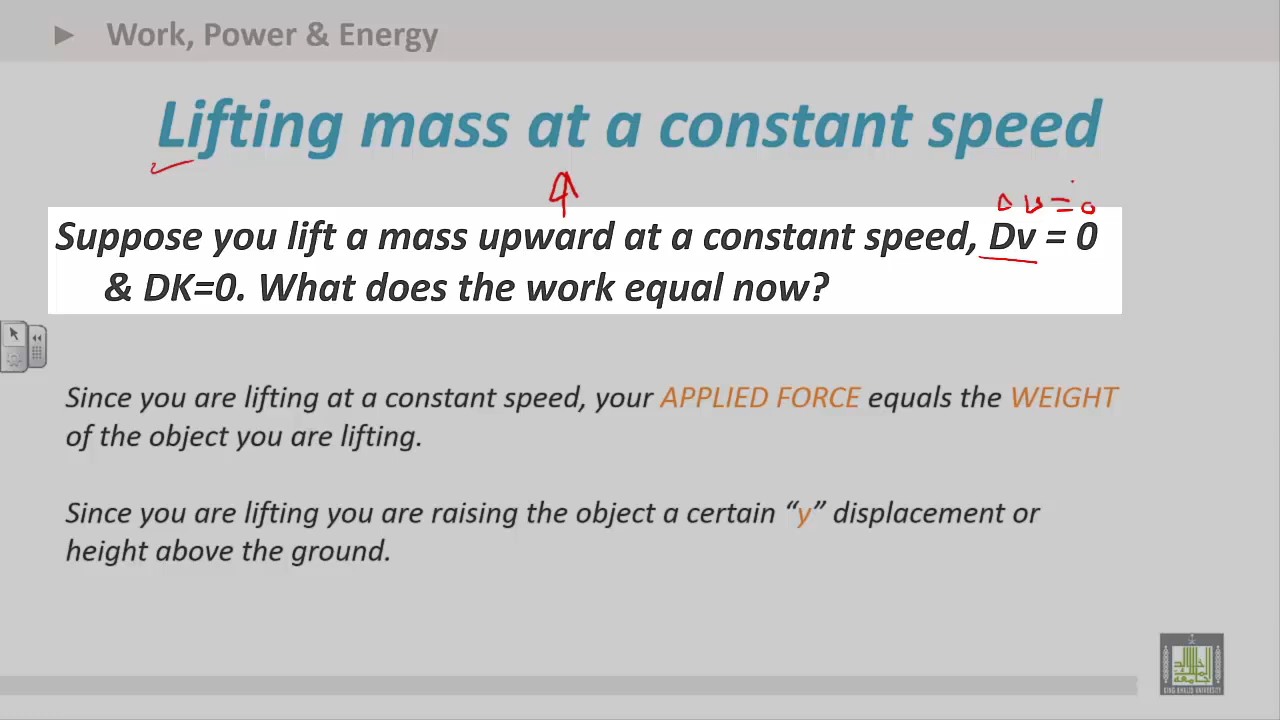 Work, Power & Energy
Lifting mass at a constant speed
Δv=0
Suppose you lift a mass upward at a constant speed, Dv = 0
& DK=0. What does the work equal now?
Since you are lifting at a constant speed, your APPLIED FORCE equals the WEIGHT
of the object you are lifting.
Since you are lifting you are raising the object a certain “y” displacement or
height above the ground.
KING KHALID UNIVERSITY